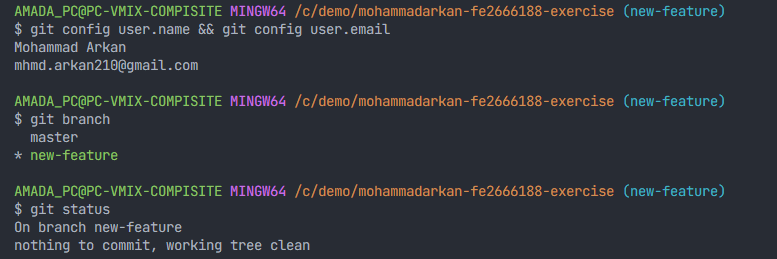 AMADA_PC@PC-VMIX-COMPISITE MINGW64 /c/demo/mohammadarkan-fe2666188-exercise (new-feature)
$ git config user.name && git config user.email
Mohammad Arkan
mhmd.arkan210@gmail.com
AMADA_PC@PC-VMIX-COMPISITE MINGW64 /c/demo/mohammadarkan-fe2666188-exercise (new-feature)
$ git branch
  master
* new-feature
AMADA_PC@PC-VMIX-COMPISITE MINGW64 /c/demo/mohammadarkan-fe2666188-exercise (new-feature)
$ git status
On branch new-feature
nothing to commit, working tree clean